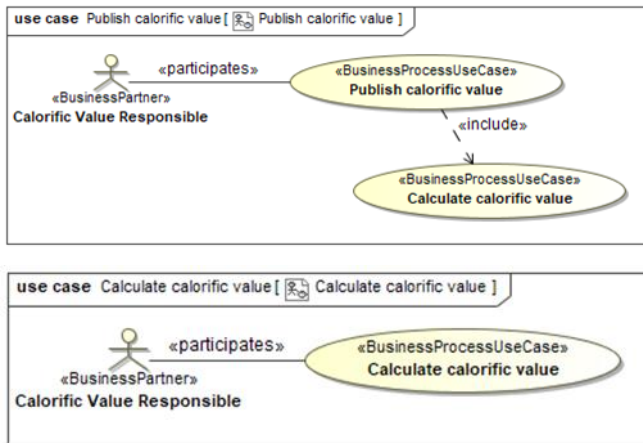 use case Publish calorific value [ Publish calorific value ]
«participates»
«BusinessProcessUseCase»
Publish calorific value
«BusinessPartner»
Calorific Value Responsible
«include»
«BusinessProcessUseCase»
Calculate calorific value
use case Calculate calorific value [ Calculate calorific value ]
«participates»
«BusinessProcessUseCase»
Calculate calorific value
«BusinessPartner»
Calorific Value Responsible